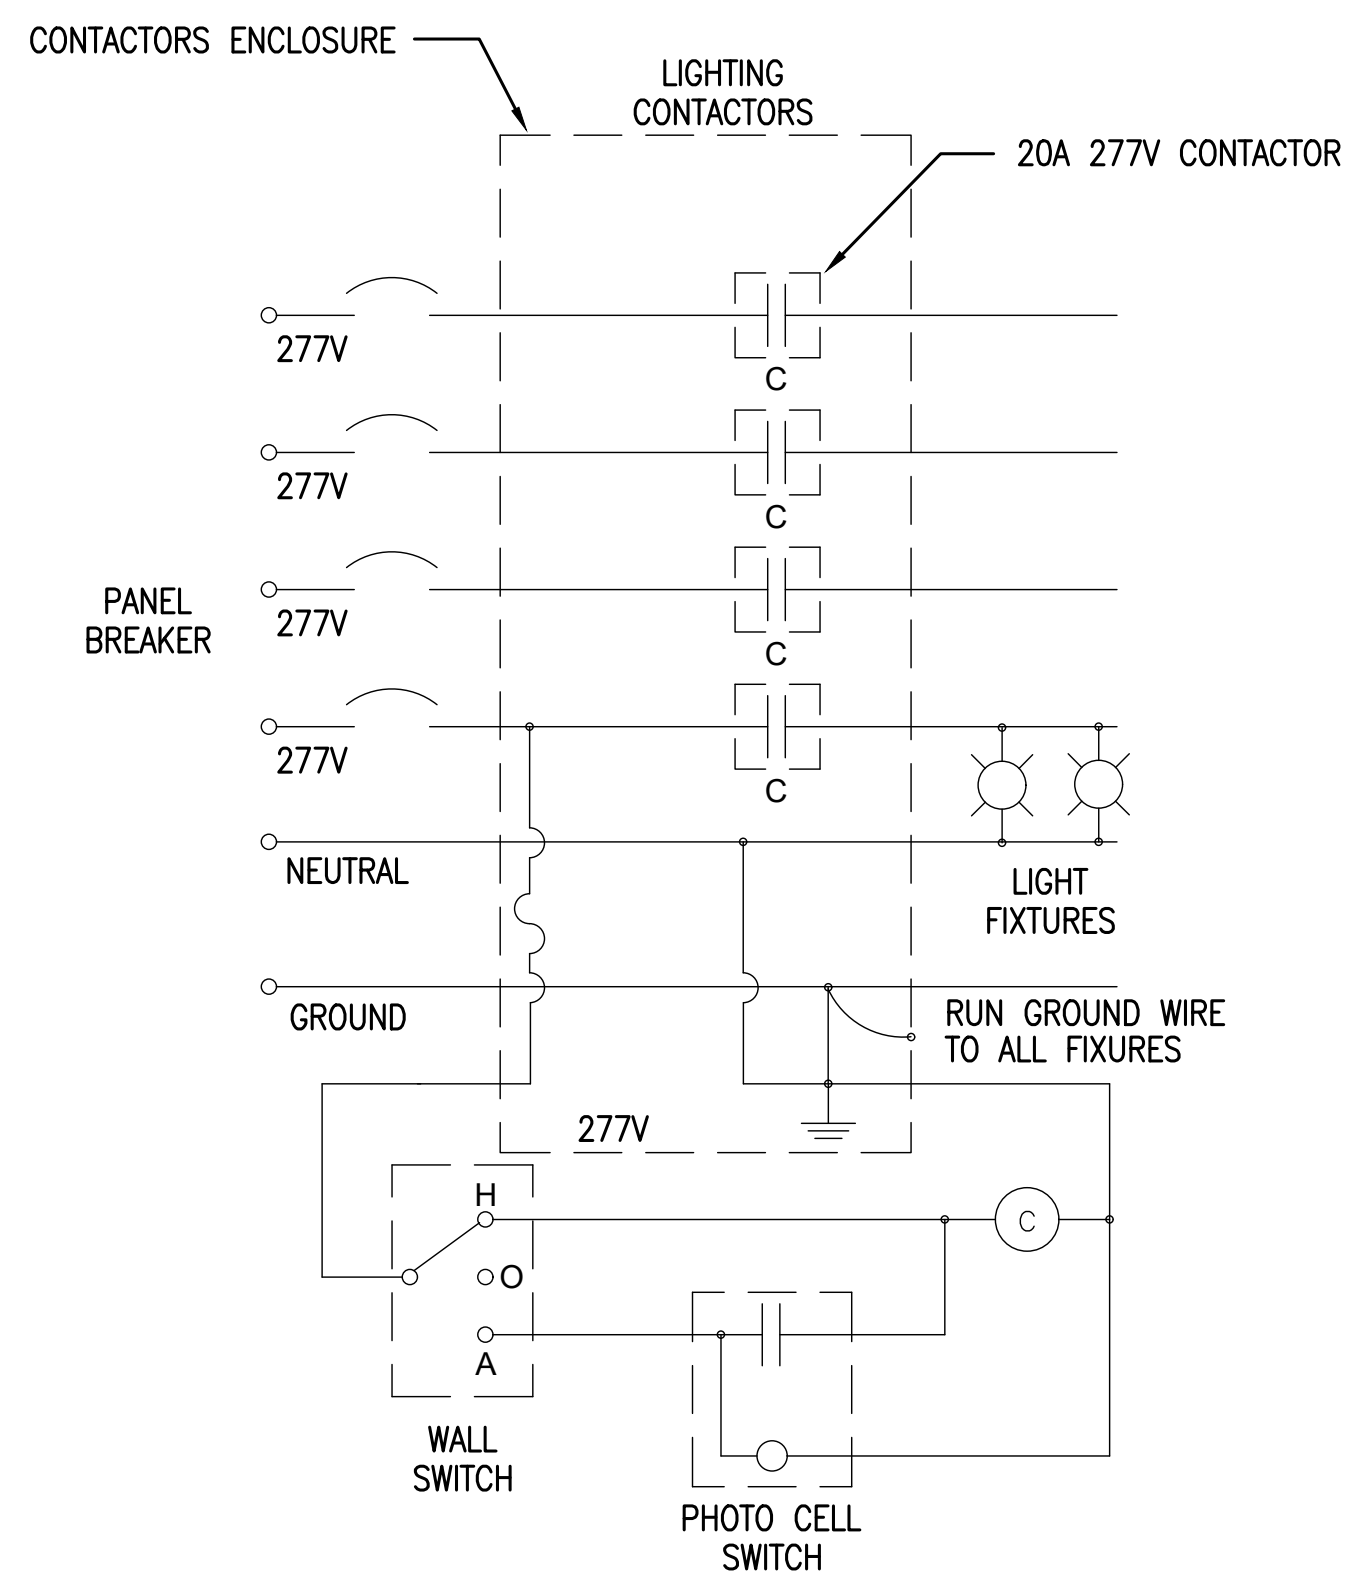 CONTACTORS ENCLOSURE
LIGHTING
CONTACTORS
20A 277V CONTACTOR
277V
C
277V
C
PANEL
BREAKER
277V
C
277V
C
NEUTRAL
LIGHT
FIXTURES
GROUND
RUN GROUND WIRE
TO ALL FIXURES
277V
H
C
O
A
WALL
SWITCH
PHOTO CELL
SWITCH